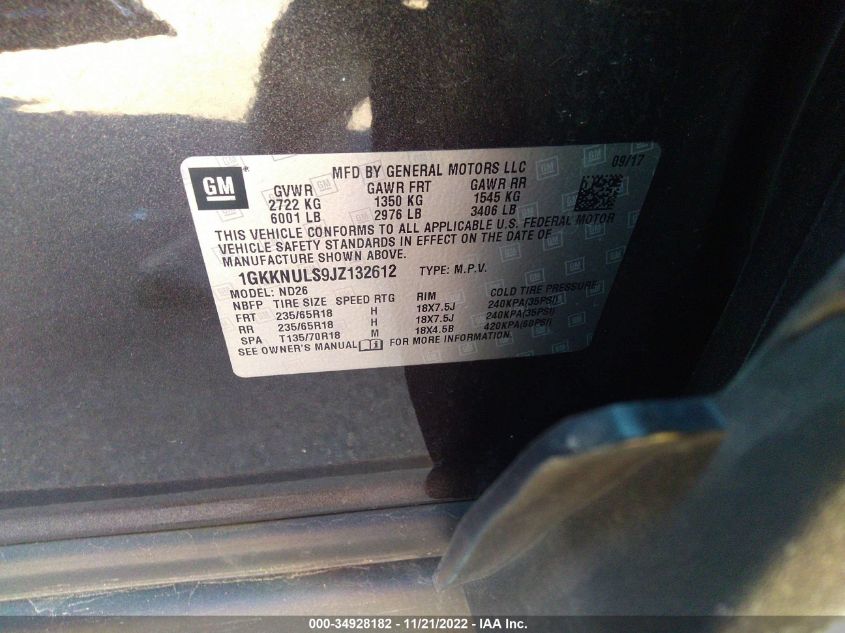 GM
MFD BY GENERAL MOTORS LLC 09/17
GVWR GAWR FRT GAWR RR
2722 KG 1350 KG 1545 KG
6001 LB 2976 LB 3406 LB
THIS VEHICLE CONFORMS TO ALL APPLICABLE U.S. FEDERAL MOTOR
VEHICLE SAFETY STANDARDS IN EFFECT ON THE DATE OF
MANUFACTURE SHOWN ABOVE.
1GKKNULS9JZ132612 TYPE: M.P.V.
MODEL: ND26
NBFP TIRE SIZE SPEED RTG RIM COLD TIRE PRESSURE
FRT 235/65R18 H 18X7.5J 240KPA(35PSI)
RR 235/65R18 H 18X7.5J 240KPA(35PSI)
SPA T135/70R18 M 18X4.5B 420KPA(60PSI)
SEE OWNER'S MANUAL FOR MORE INFORMATION
000-34928182 - 11/21/2022 - IAA Inc.